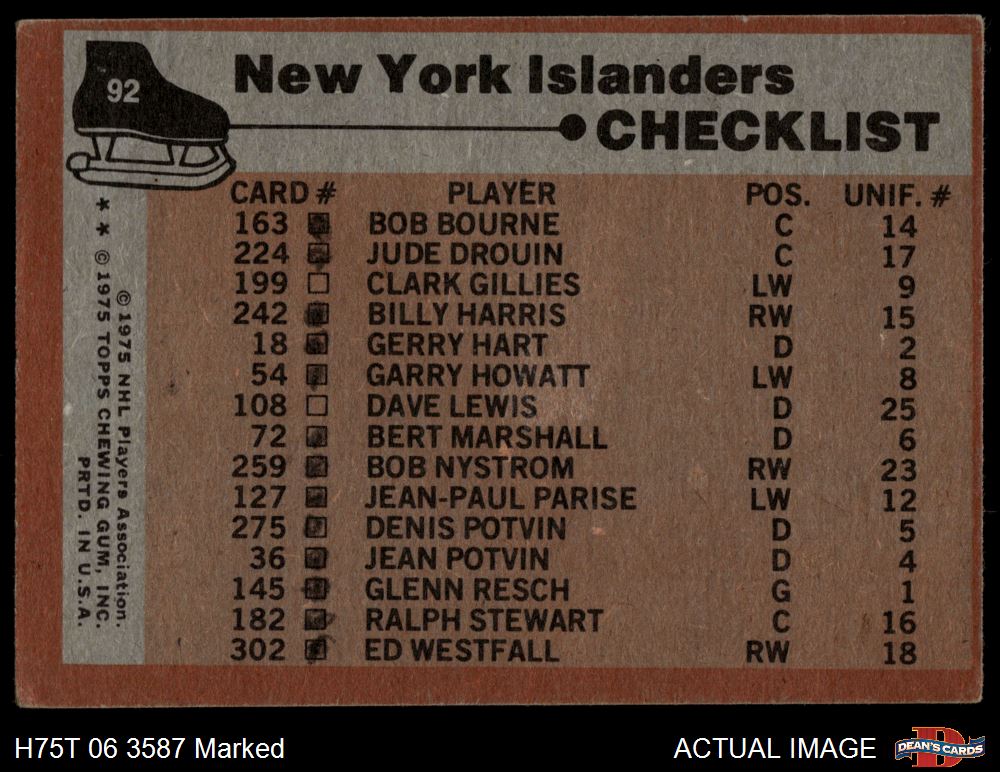 92
New York Islanders
CHECKLIST
CARD # PLAYER POS. UNIF. #
163 BOB BOURNE C 14
224 JUDE DROUIN C 17
199 CLARK GILLIES LW 9
242 BILLY HARRIS RW 15
18 GERRY HART D 2
54 GARRY HOWATT LW 8
108 DAVE LEWIS D 25
72 BERT MARSHALL D 6
259 BOB NYSTROM RW 23
127 JEAN-PAUL PARISE LW 12
275 DENIS POTVIN D 5
36 JEAN POTVIN D 4
145 GLENN RESCH G 1
182 RALPH STEWART C 16
302 ED WESTFALL RW 18
© 1975 NHL Players Association.
** © 1975 TOPPS CHEWING GUM, INC.
PRTD. IN U.S.A.
H75T 06 3587 Marked
ACTUAL IMAGE
DEAN'S CARDS